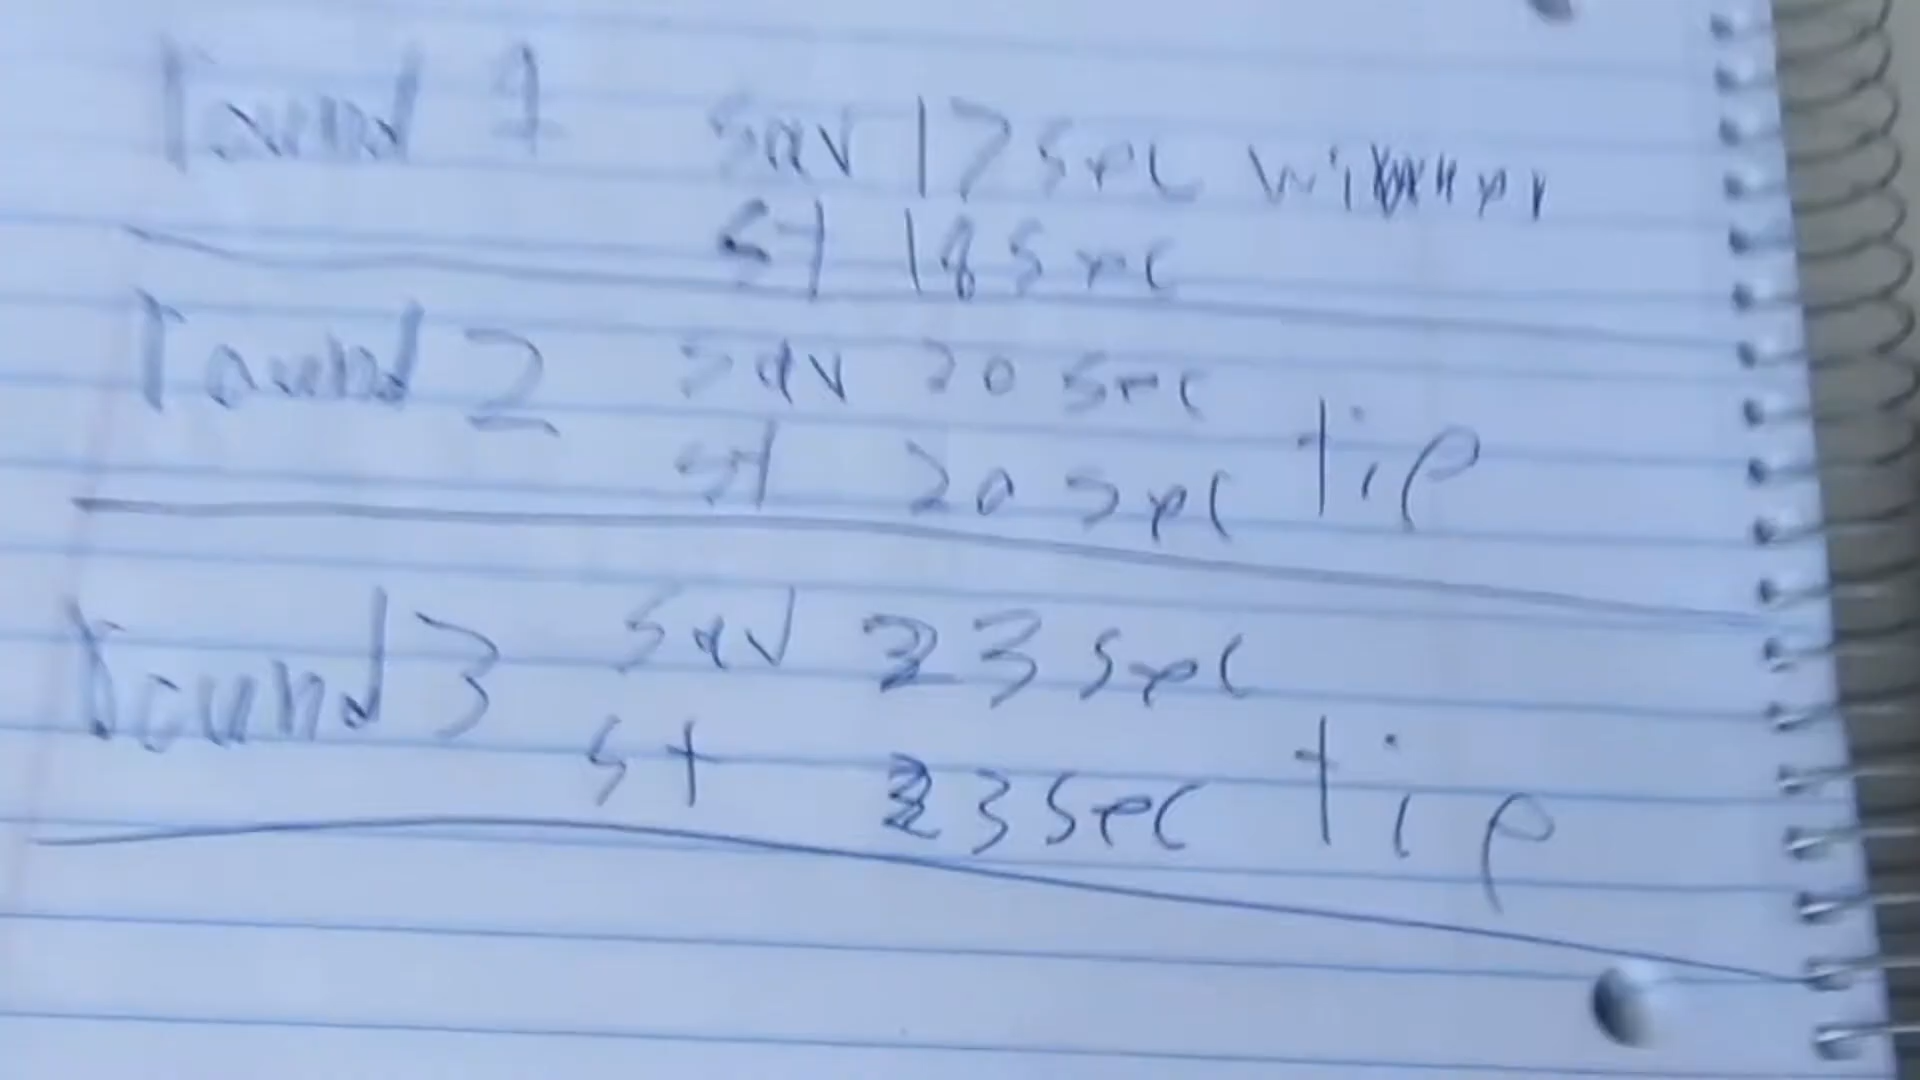 round 1 sav 17 sec winner
st 18 sec
round 2 sav 20 sec
st 20 sec tie
round 3 sav 23 sec
st 23 sec tie